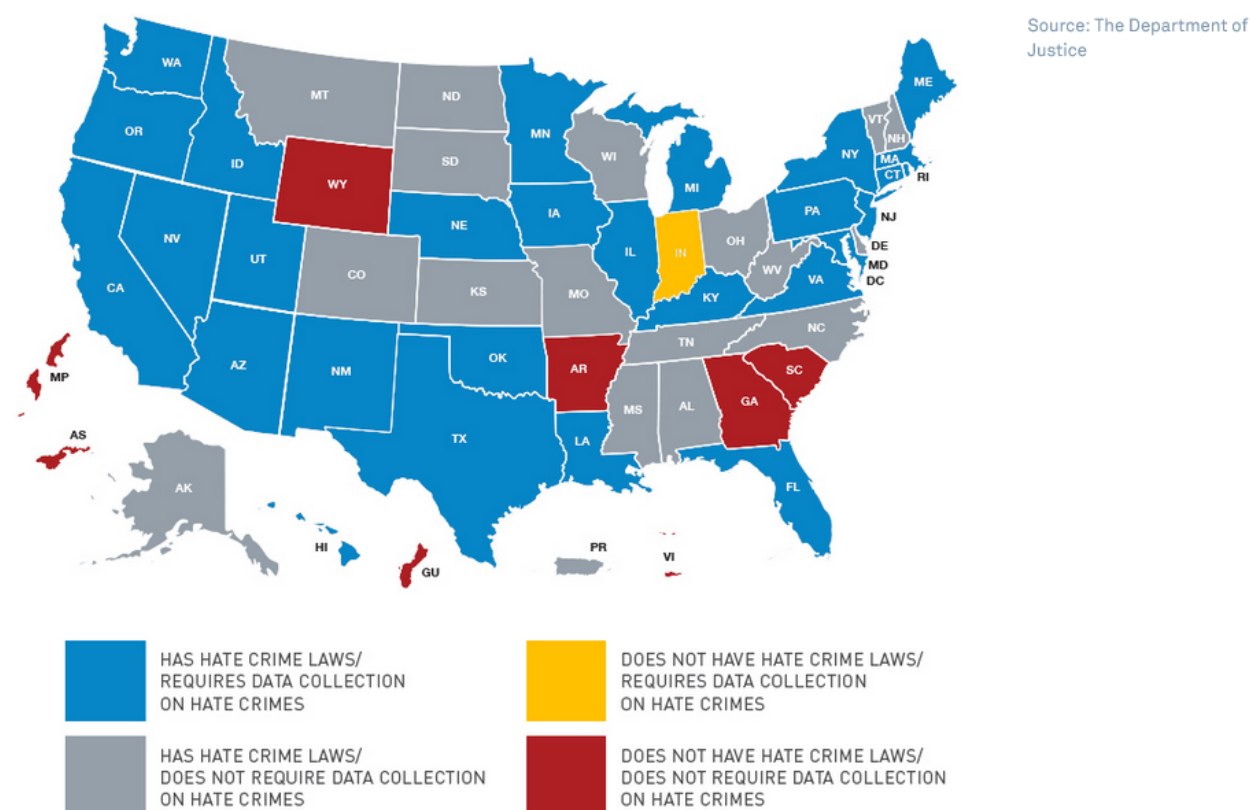 Source: The Department of
Justice
WA
MT
ND
ME
OR
MN
VT
NH
ID
SD
WI
NY
MA
WY
MI
CT
RI
IA
PA
NE
NJ
NV
OH
DE
UT
IL
IN
MD
CO
WV
VA
DC
CA
KS
MO
KY
NC
TN
AZ
NM
OK
AR
SC
MP
GA
MS
AL
AS
TX
LA
AK
FL
HI
PR
VI
GU
HAS HATE CRIME LAWS/
REQUIRES DATA COLLECTION
ON HATE CRIMES
DOES NOT HAVE HATE CRIME LAWS/
REQUIRES DATA COLLECTION
ON HATE CRIMES
HAS HATE CRIME LAWS/
DOES NOT REQUIRE DATA COLLECTION
ON HATE CRIMES
DOES NOT HAVE HATE CRIME LAWS/
DOES NOT REQUIRE DATA COLLECTION
ON HATE CRIMES